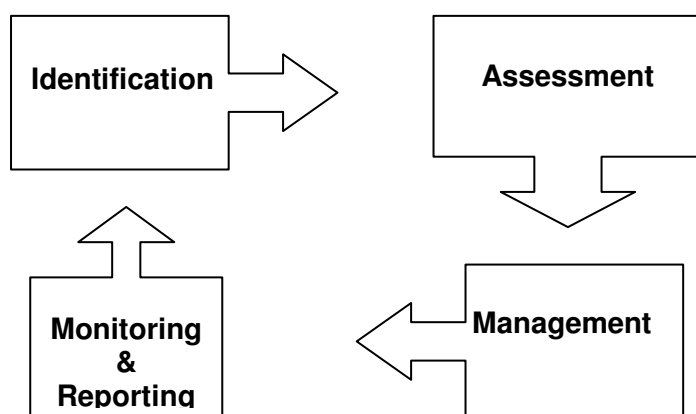 Identification
Assessment
Management
Monitoring
&
Reporting